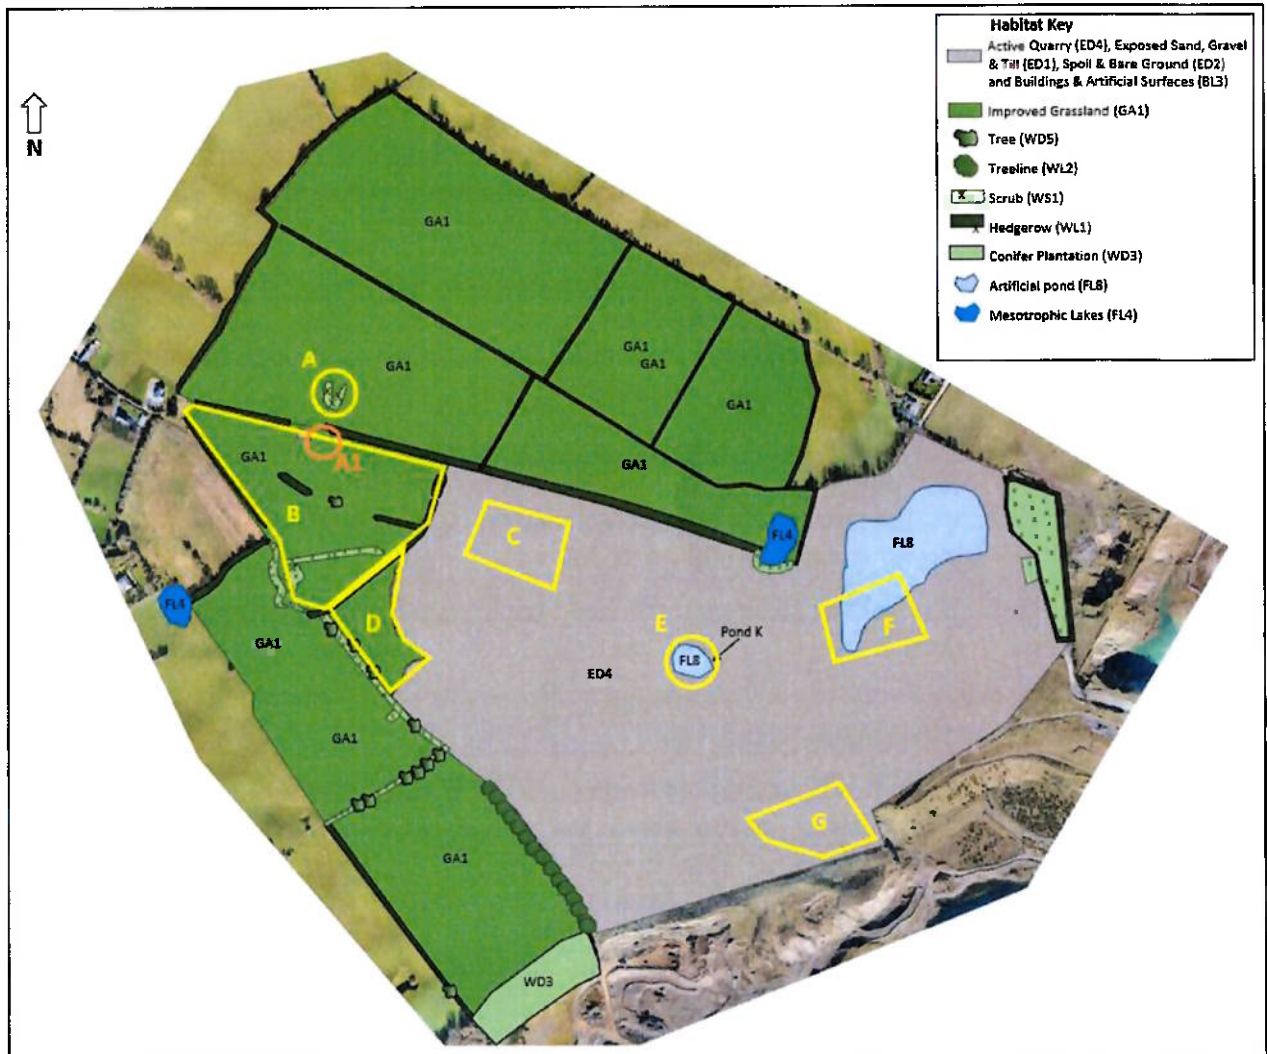 Habitat Key
Active Quarry (ED4), Exposed Sand, Gravel
& Till (ED1), Spoil & Bare Ground (ED2)
and Buildings & Artificial Surfeces (BL3)
Improved Grassland (GA1)
Tree (WD5)
Treeline (WL2)
Scrub (WS1)
Hedgerow (WL1)
Conifer Plantation (WD3)
Artificial pond (FL8)
Mesotrophic Lakes (FL4)
N
GA1
GA1
GA1
GA1
A
GA1
GA1
A1
GA1
B
C
FL4
FL8
FL4
D
GA1
E
Pond K
FL8
F
ED4
GA1
G
GA1
WD3